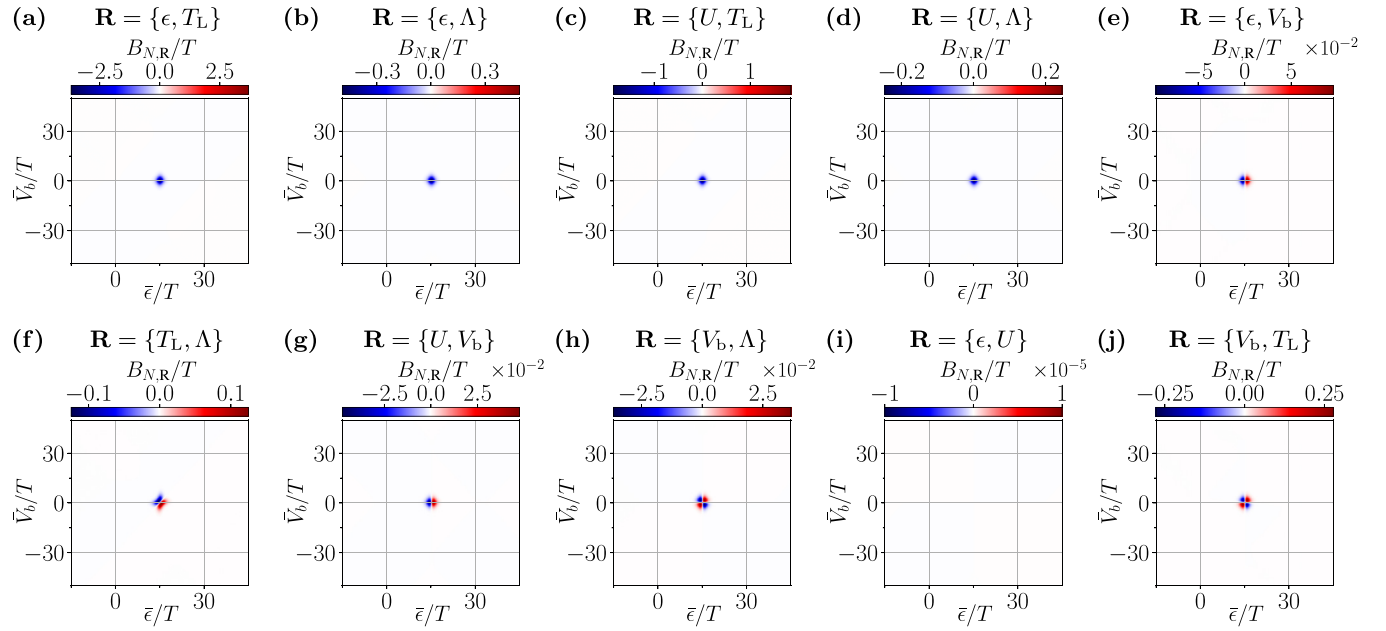 (a) R = {ϵ, T_L}
B_{N,R}/T
−2.5 0.0 2.5
V̄_b/T
30
0
−30
0 30
ϵ̄/T
(b) R = {ϵ, Λ}
B_{N,R}/T
−0.3 0.0 0.3
V̄_b/T
30
0
−30
0 30
ϵ̄/T
(c) R = {U, T_L}
B_{N,R}/T
−1 0 1
V̄_b/T
30
0
−30
0 30
ϵ̄/T
(d) R = {U, Λ}
B_{N,R}/T
−0.2 0.0 0.2
V̄_b/T
30
0
−30
0 30
ϵ̄/T
(e) R = {ϵ, V_b}
B_{N,R}/T ×10^{−2}
−5 0 5
V̄_b/T
30
0
−30
0 30
ϵ̄/T
(f) R = {T_L, Λ}
B_{N,R}/T
−0.1 0.0 0.1
V̄_b/T
30
0
−30
0 30
ϵ̄/T
(g) R = {U, V_b}
B_{N,R}/T ×10^{−2}
−2.5 0.0 2.5
V̄_b/T
30
0
−30
0 30
ϵ̄/T
(h) R = {V_b, Λ}
B_{N,R}/T ×10^{−2}
−2.5 0.0 2.5
V̄_b/T
30
0
−30
0 30
ϵ̄/T
(i) R = {ϵ, U}
B_{N,R}/T ×10^{−5}
−1 0 1
V̄_b/T
30
0
−30
0 30
ϵ̄/T
(j) R = {V_b, T_L}
B_{N,R}/T
−0.25 0.00 0.25
V̄_b/T
30
0
−30
0 30
ϵ̄/T